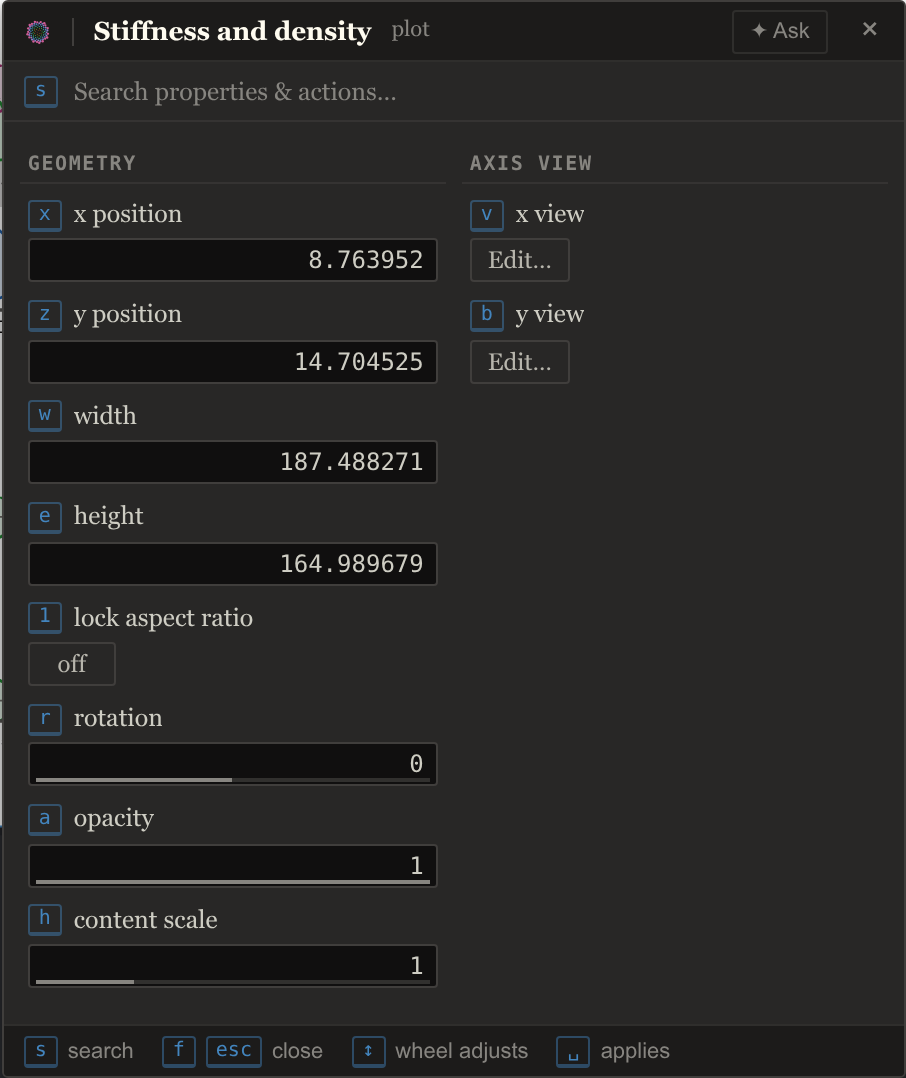 Stiffness and density plot ✦ Ask ✕
s Search properties & actions...
GEOMETRY
x x position
8.763952
z y position
14.704525
w width
187.488271
e height
164.989679
l lock aspect ratio
off
r rotation
0
a opacity
1
h content scale
1
AXIS VIEW
v x view
Edit...
b y view
Edit...
s search f esc close ↕ wheel adjusts ␣ applies